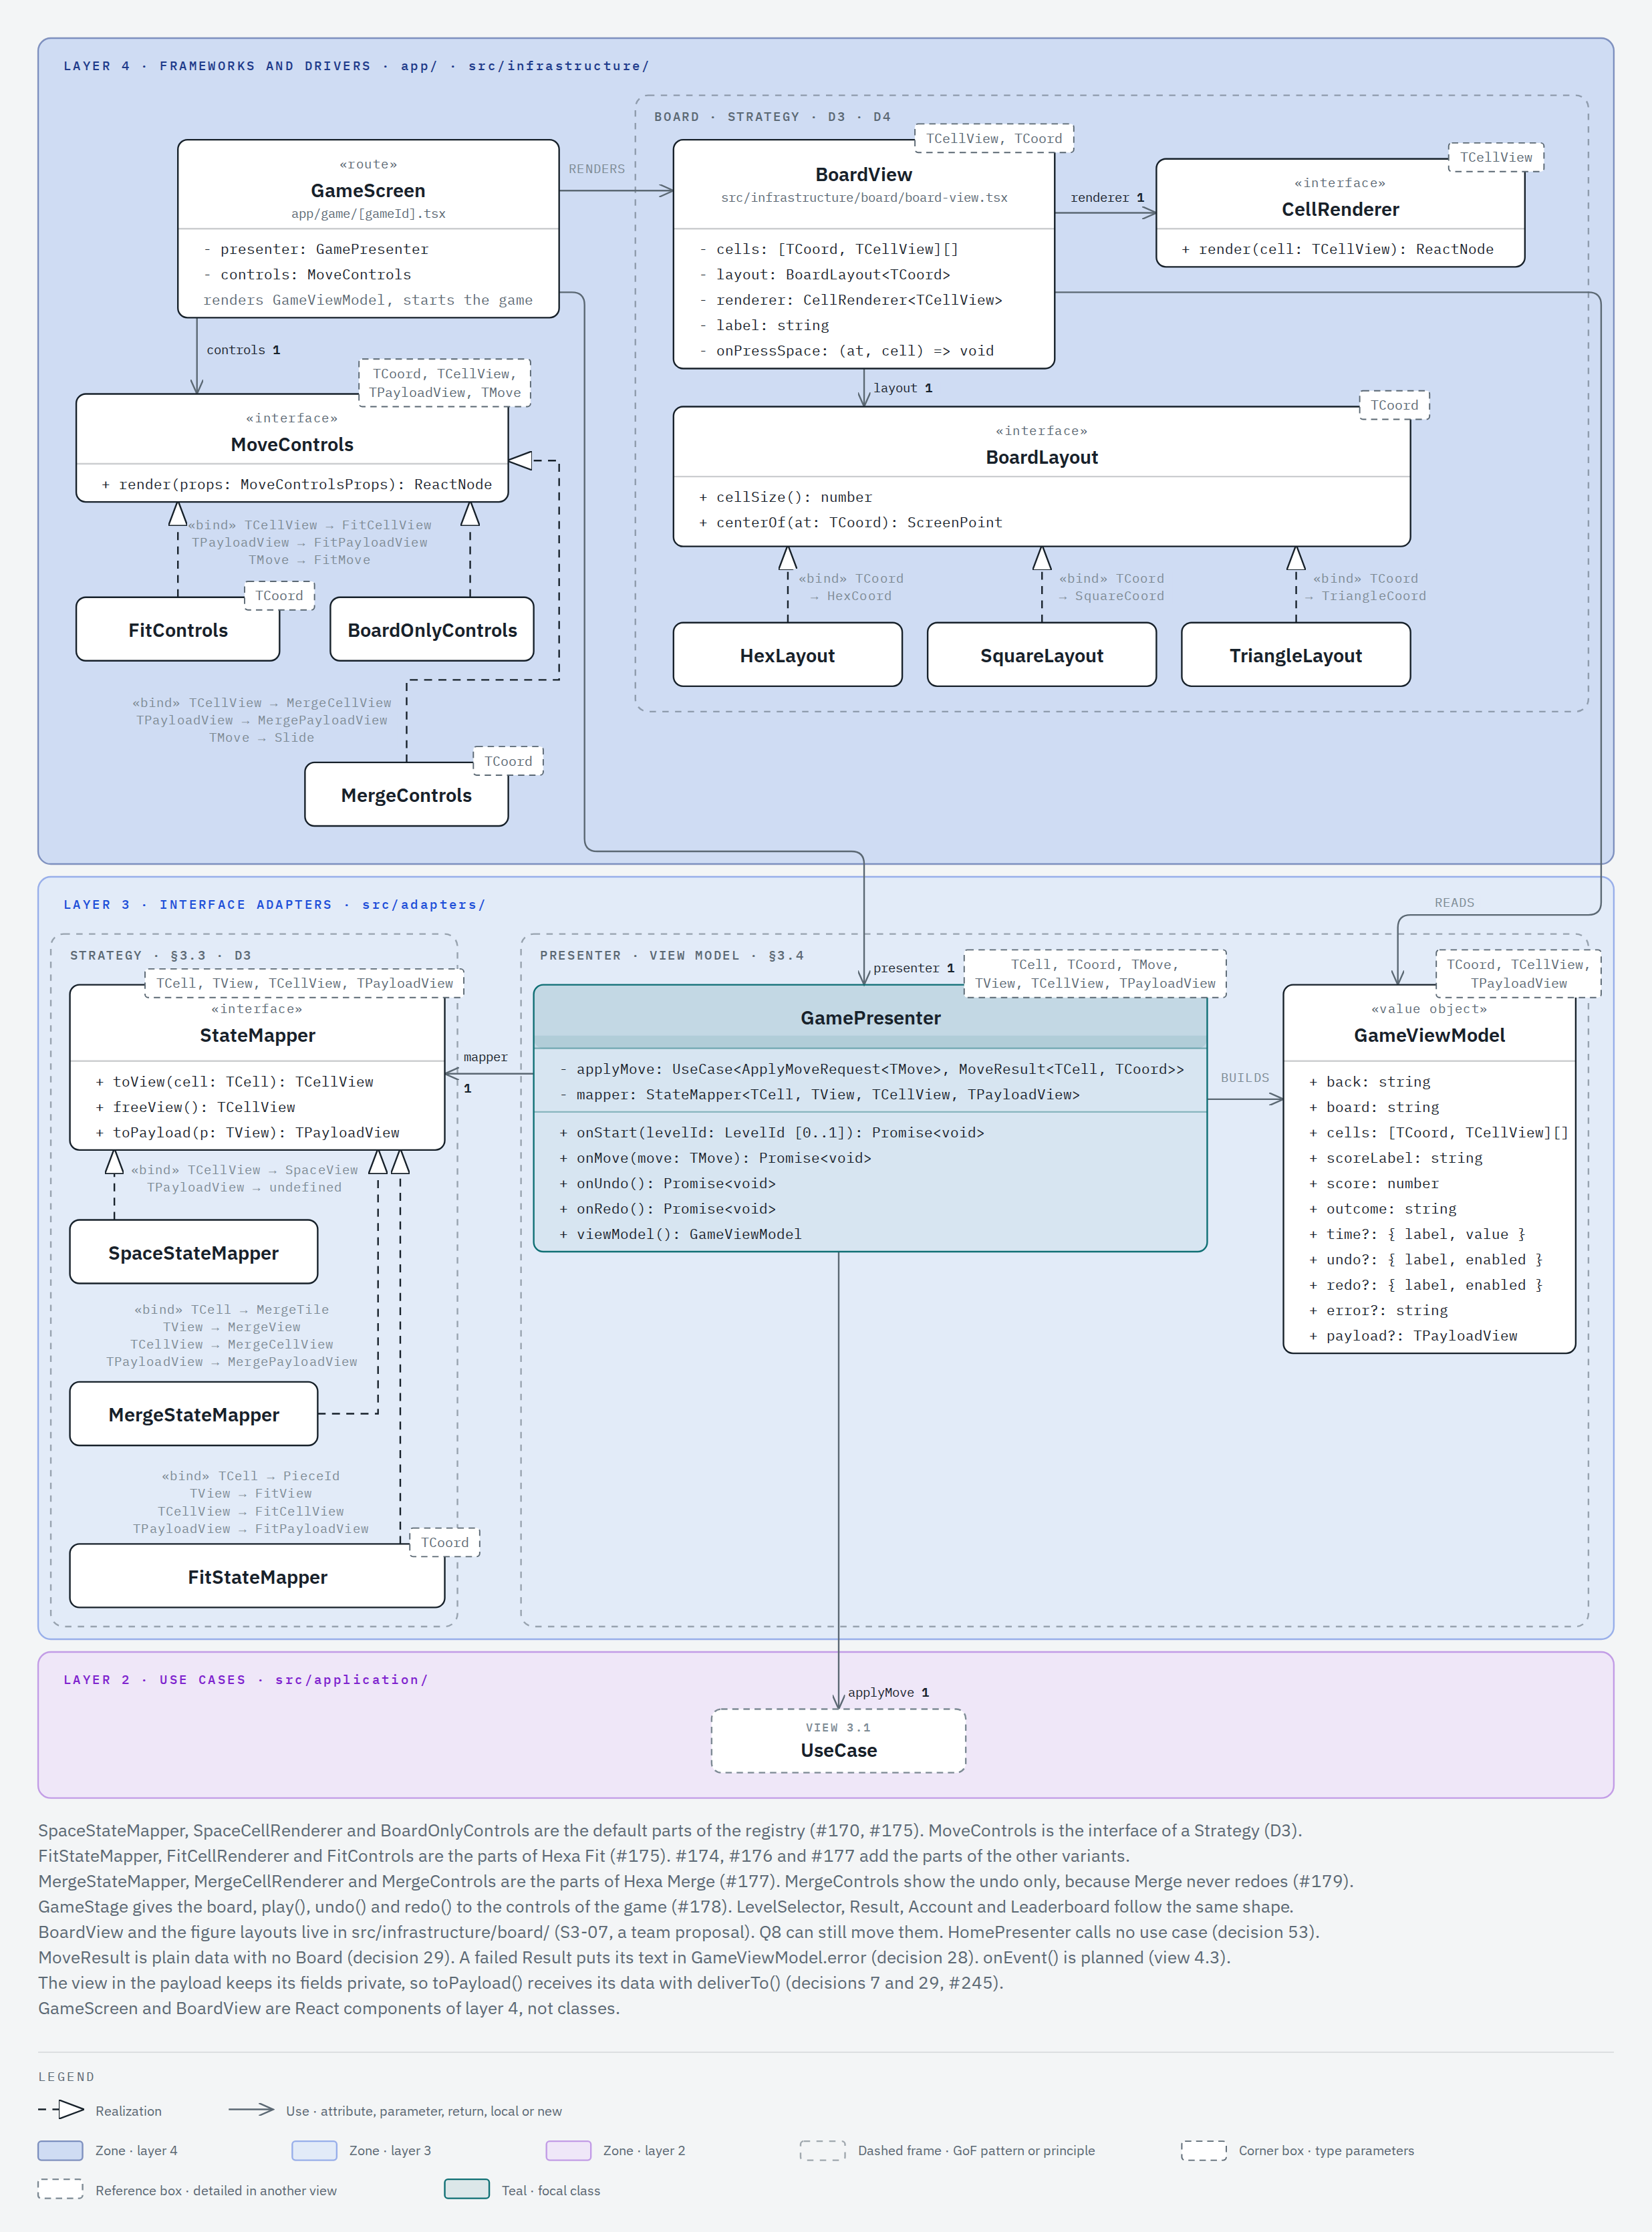 LAYER 4 · FRAMEWORKS AND DRIVERS · app/ · src/infrastructure/
BOARD · STRATEGY · D3 · D4
«route»
GameScreen
app/game/[gameId].tsx
- presenter: GamePresenter
- controls: MoveControls
renders GameViewModel, starts the game
RENDERS
TCellView, TCoord
BoardView
src/infrastructure/board/board-view.tsx
- cells: [TCoord, TCellView][]
- layout: BoardLayout<TCoord>
- renderer: CellRenderer<TCellView>
- label: string
- onPressSpace: (at, cell) => void
renderer 1
TCellView
«interface»
CellRenderer
+ render(cell: TCellView): ReactNode
controls 1
TCoord, TCellView,
TPayloadView, TMove
«interface»
MoveControls
+ render(props: MoveControlsProps): ReactNode
layout 1
TCoord
«interface»
BoardLayout
+ cellSize(): number
+ centerOf(at: TCoord): ScreenPoint
«bind» TCellView → FitCellView
TPayloadView → FitPayloadView
TMove → FitMove
TCoord
FitControls
BoardOnlyControls
«bind» TCoord
→ HexCoord
«bind» TCoord
→ SquareCoord
«bind» TCoord
→ TriangleCoord
HexLayout
SquareLayout
TriangleLayout
«bind» TCellView → MergeCellView
TPayloadView → MergePayloadView
TMove → Slide
TCoord
MergeControls
LAYER 3 · INTERFACE ADAPTERS · src/adapters/
READS
STRATEGY · §3.3 · D3
TCell, TView, TCellView, TPayloadView
«interface»
StateMapper
+ toView(cell: TCell): TCellView
+ freeView(): TCellView
+ toPayload(p: TView): TPayloadView
mapper
1
PRESENTER · VIEW MODEL · §3.4
presenter 1
TCell, TCoord, TMove,
TView, TCellView, TPayloadView
GamePresenter
- applyMove: UseCase<ApplyMoveRequest<TMove>, MoveResult<TCell, TCoord>>
- mapper: StateMapper<TCell, TView, TCellView, TPayloadView>
+ onStart(levelId: LevelId [0..1]): Promise<void>
+ onMove(move: TMove): Promise<void>
+ onUndo(): Promise<void>
+ onRedo(): Promise<void>
+ viewModel(): GameViewModel
BUILDS
TCoord, TCellView,
TPayloadView
«value object»
GameViewModel
+ back: string
+ board: string
+ cells: [TCoord, TCellView][]
+ scoreLabel: string
+ score: number
+ outcome: string
+ time?: { label, value }
+ undo?: { label, enabled }
+ redo?: { label, enabled }
+ error?: string
+ payload?: TPayloadView
«bind» TCellView → SpaceView
TPayloadView → undefined
SpaceStateMapper
«bind» TCell → MergeTile
TView → MergeView
TCellView → MergeCellView
TPayloadView → MergePayloadView
MergeStateMapper
«bind» TCell → PieceId
TView → FitView
TCellView → FitCellView
TPayloadView → FitPayloadView
TCoord
FitStateMapper
LAYER 2 · USE CASES · src/application/
applyMove 1
VIEW 3.1
UseCase
SpaceStateMapper, SpaceCellRenderer and BoardOnlyControls are the default parts of the registry (#170, #175). MoveControls is the interface of a Strategy (D3).
FitStateMapper, FitCellRenderer and FitControls are the parts of Hexa Fit (#175). #174, #176 and #177 add the parts of the other variants.
MergeStateMapper, MergeCellRenderer and MergeControls are the parts of Hexa Merge (#177). MergeControls show the undo only, because Merge never redoes (#179).
GameStage gives the board, play(), undo() and redo() to the controls of the game (#178). LevelSelector, Result, Account and Leaderboard follow the same shape.
BoardView and the figure layouts live in src/infrastructure/board/ (S3-07, a team proposal). Q8 can still move them. HomePresenter calls no use case (decision 53).
MoveResult is plain data with no Board (decision 29). A failed Result puts its text in GameViewModel.error (decision 28). onEvent() is planned (view 4.3).
The view in the payload keeps its fields private, so toPayload() receives its data with deliverTo() (decisions 7 and 29, #245).
GameScreen and BoardView are React components of layer 4, not classes.
LEGEND
Realization
Use · attribute, parameter, return, local or new
Zone · layer 4
Zone · layer 3
Zone · layer 2
Dashed frame · GoF pattern or principle
Corner box · type parameters
Reference box · detailed in another view
Teal · focal class